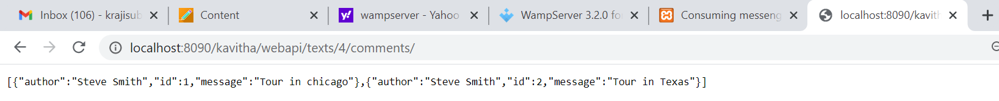 Inbox (106) - krajisub
Content
wampserver - Yahoo
WampServer 3.2.0 for
Consuming messeng
localhost:8090/kavith
localhost:8090/kavitha/webapi/texts/4/comments/
[{"author":"Steve Smith","id":1,"message":"Tour in chicago"},{"author":"Steve Smith","id":2,"message":"Tour in Texas"}]